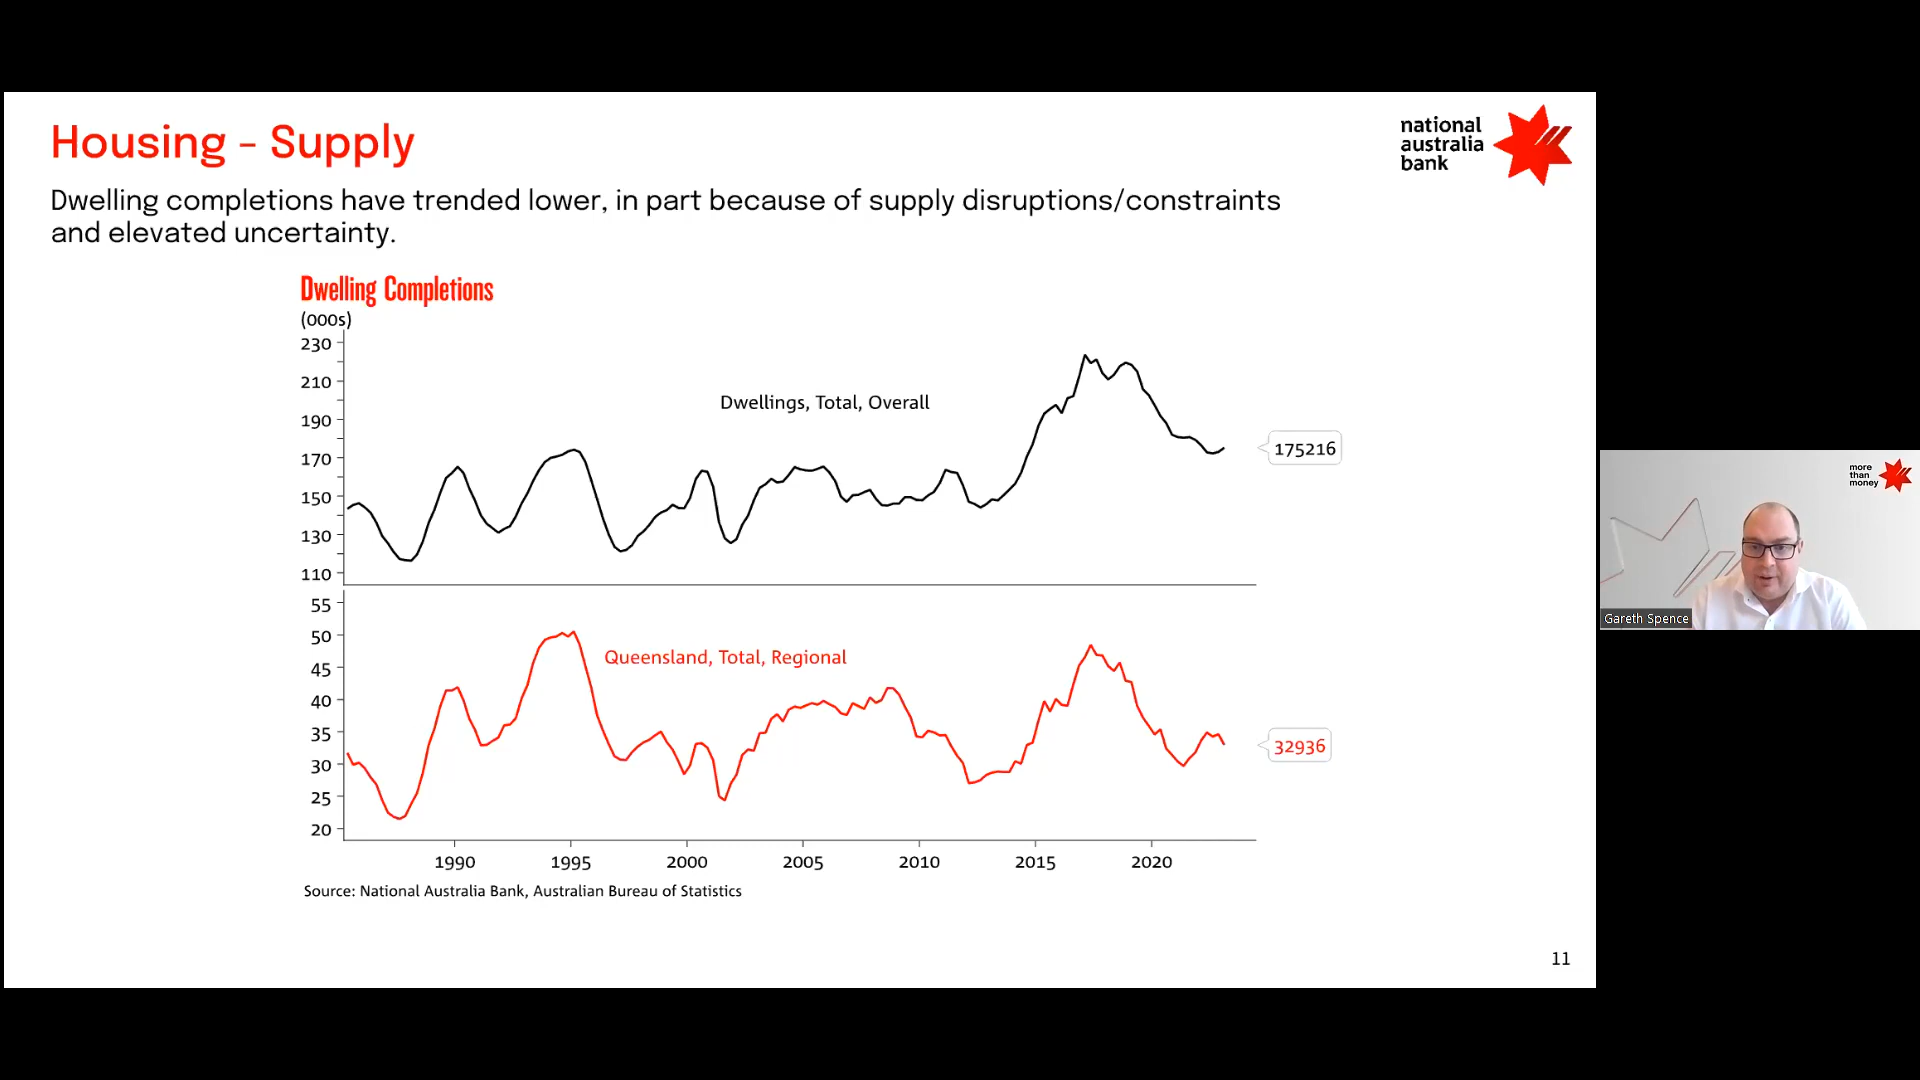 Housing - Supply
national
australia
bank
Dwelling completions have trended lower, in part because of supply disruptions/constraints
and elevated uncertainty.
Dwelling Completions
(000s)
230
210
190
170
150
130
110
Dwellings, Total, Overall
175216
55
50
45
40
35
30
25
20
Queensland, Total, Regional
32936
1990 1995 2000 2005 2010 2015 2020
Source: National Australia Bank, Australian Bureau of Statistics
11
more
than
money
Gareth Spence